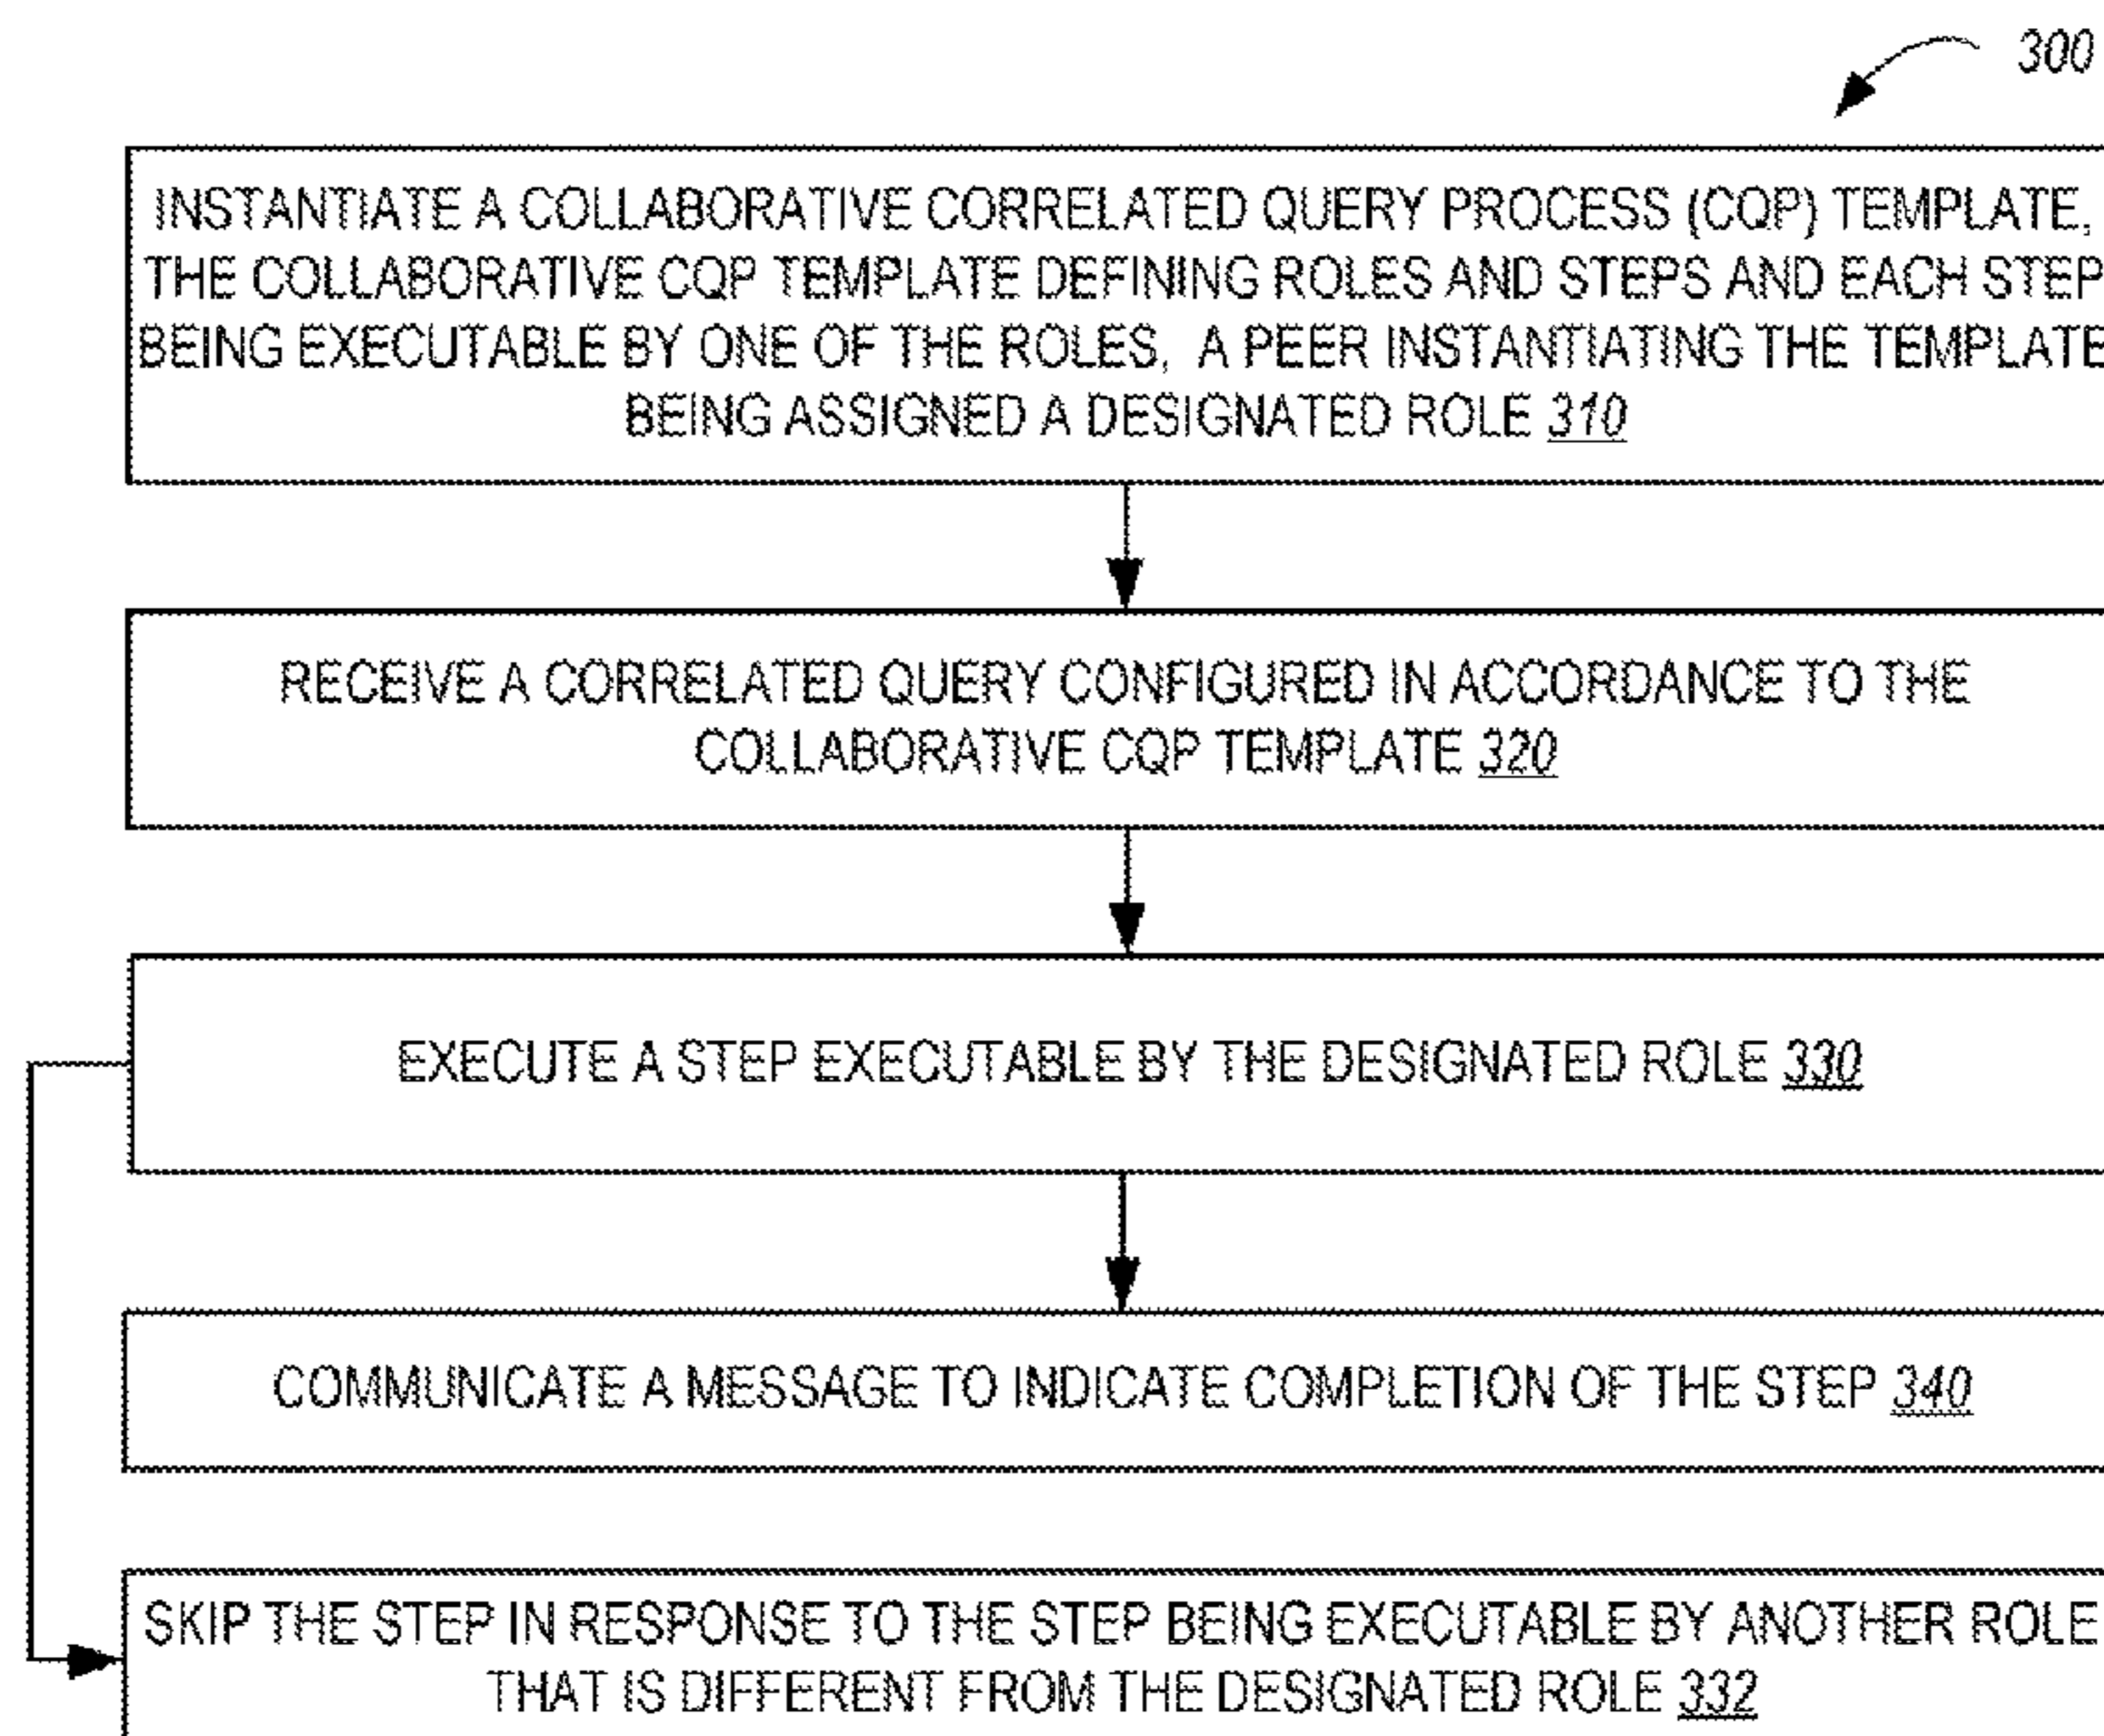 300
INSTANTIATE A COLLABORATIVE CORRELATED QUERY PROCESS (CQP) TEMPLATE,
THE COLLABORATIVE CQP TEMPLATE DEFINING ROLES AND STEPS AND EACH STEP
BEING EXECUTABLE BY ONE OF THE ROLES, A PEER INSTANTIATING THE TEMPLATE
BEING ASSIGNED A DESIGNATED ROLE 310
RECEIVE A CORRELATED QUERY CONFIGURED IN ACCORDANCE TO THE
COLLABORATIVE CQP TEMPLATE 320
EXECUTE A STEP EXECUTABLE BY THE DESIGNATED ROLE 330
COMMUNICATE A MESSAGE TO INDICATE COMPLETION OF THE STEP 340
SKIP THE STEP IN RESPONSE TO THE STEP BEING EXECUTABLE BY ANOTHER ROLE
THAT IS DIFFERENT FROM THE DESIGNATED ROLE 332